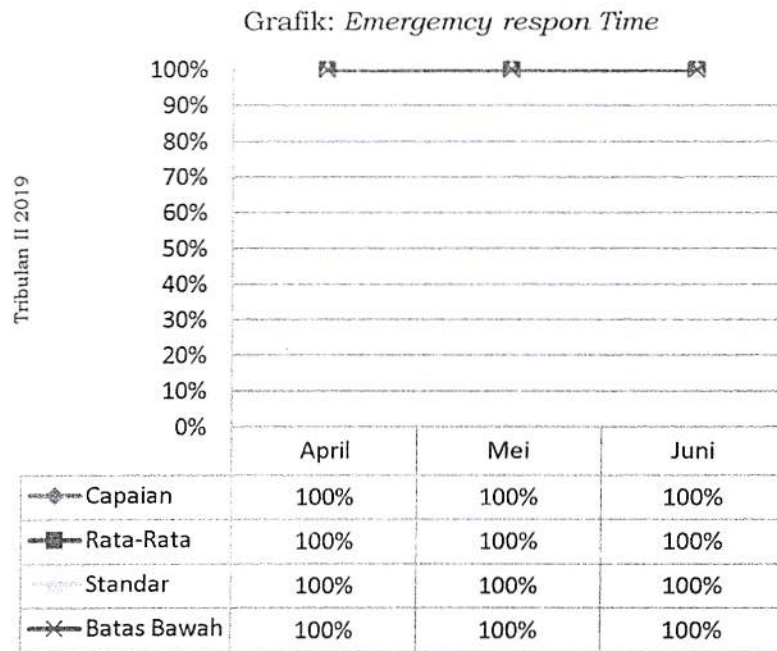 Grafik: Emergemcy respon Time
Tribulan II 2019
100%
90%
80%
70%
60%
50%
40%
30%
20%
10%
0%
April Mei Juni
Capaian 100% 100% 100%
Rata-Rata 100% 100% 100%
Standar 100% 100% 100%
Batas Bawah 100% 100% 100%